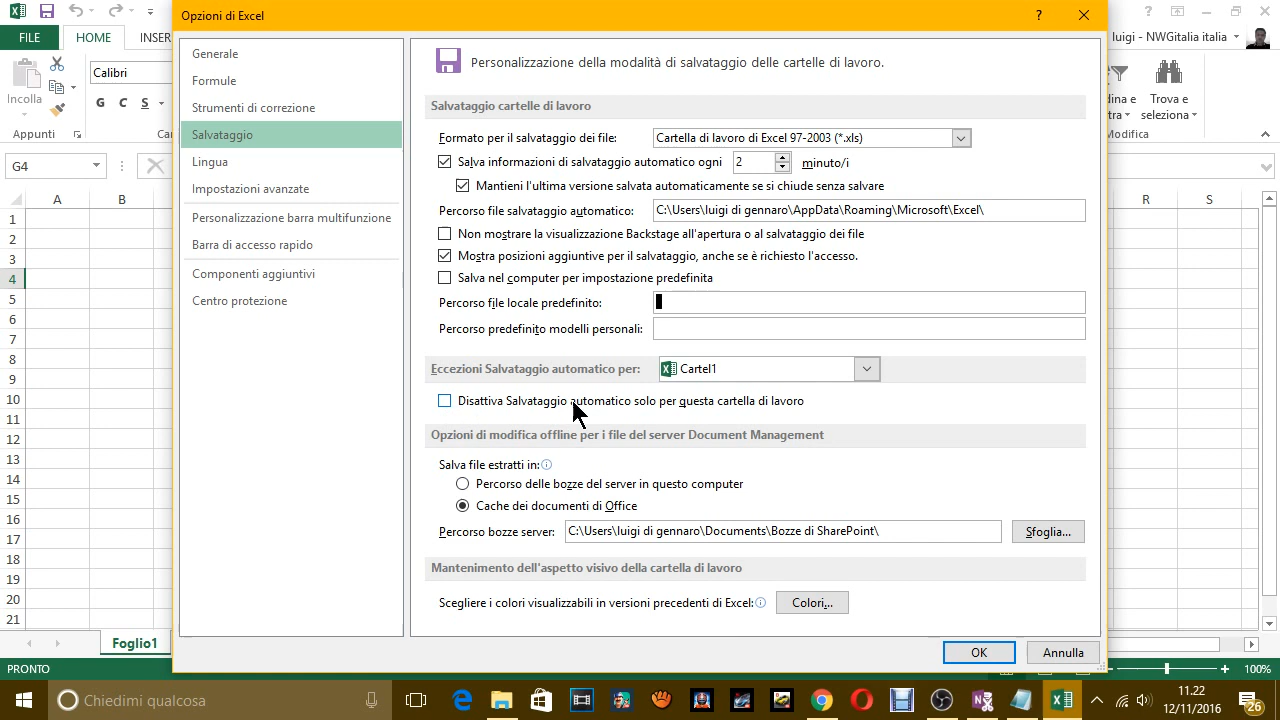 Opzioni di Excel
?
FILE
HOME
INSER
luigi - NWGitalia italia
Incolla
Calibri
G C S
Appunti
Car
dina e
ltra
Trova e
seleziona
Modifica
G4
A B
R S
1
2
3
4
5
6
7
8
9
10
11
12
13
14
15
16
17
18
19
20
21
Generale
Formule
Strumenti di correzione
Salvataggio
Lingua
Impostazioni avanzate
Personalizzazione barra multifunzione
Barra di accesso rapido
Componenti aggiuntivi
Centro protezione
Personalizzazione della modalità di salvataggio delle cartelle di lavoro.
Salvataggio cartelle di lavoro
Formato per il salvataggio dei file: Cartella di lavoro di Excel 97-2003 (*.xls)
Salva informazioni di salvataggio automatico ogni 2 minuto/i
Mantieni l'ultima versione salvata automaticamente se si chiude senza salvare
Percorso file salvataggio automatico: C:\Users\luigi di gennaro\AppData\Roaming\Microsoft\Excel\
Non mostrare la visualizzazione Backstage all'apertura o al salvataggio dei file
Mostra posizioni aggiuntive per il salvataggio, anche se è richiesto l'accesso.
Salva nel computer per impostazione predefinita
Percorso file locale predefinito:
Percorso predefinito modelli personali:
Eccezioni Salvataggio automatico per: Cartel1
Disattiva Salvataggio automatico solo per questa cartella di lavoro
Opzioni di modifica offline per i file del server Document Management
Salva file estratti in:
Percorso delle bozze del server in questo computer
Cache dei documenti di Office
Percorso bozze server: C:\Users\luigi di gennaro\Documents\Bozze di SharePoint\ Sfoglia...
Mantenimento dell'aspetto visivo della cartella di lavoro
Scegliere i colori visualizzabili in versioni precedenti di Excel: Colori...
OK Annulla
Foglio1
PRONTO
100%
Chiedimi qualcosa
11.22
12/11/2016
26